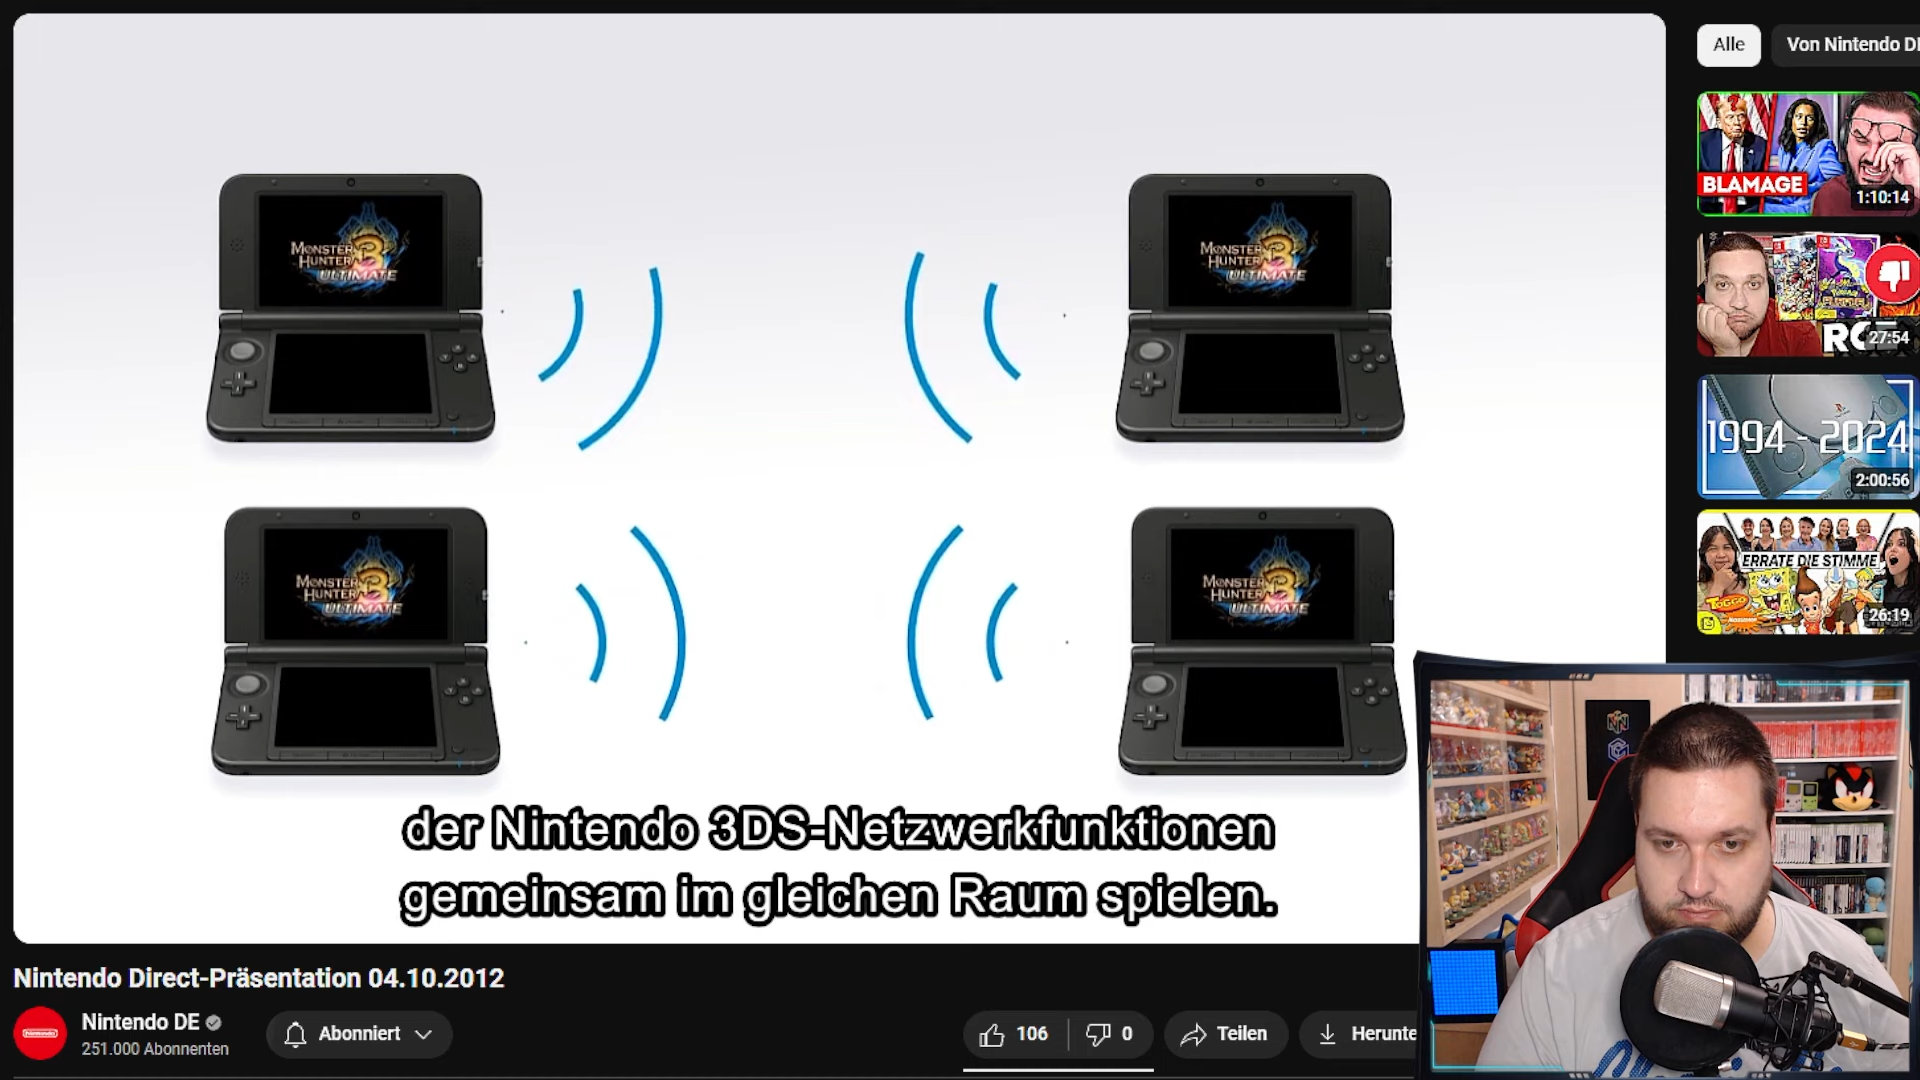 Alle
Von Nintendo DE
BLAMAGE
1:10:14
27:54
1994 - 2024
2:00:56
ERRATE DIE STIMME
TOGGO
26:19
MONSTER
HUNTER 3
ULTIMATE
MONSTER
HUNTER 3
ULTIMATE
MONSTER
HUNTER 3
ULTIMATE
MONSTER
HUNTER 3
ULTIMATE
der Nintendo 3DS-Netzwerkfunktionen
gemeinsam im gleichen Raum spielen.
Nintendo Direct-Präsentation 04.10.2012
Nintendo
Nintendo DE
251.000 Abonnenten
Abonniert
106
0
Teilen
Herunte